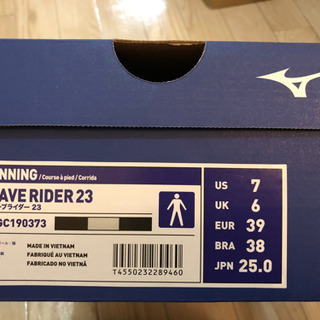 NNING / Course à pied / Corrida
AVE RIDER 23
ーブライダー 23
GC190373
MADE IN VIETNAM
FABRIQUÉ AU VIETNAM
FABRICADO NO VIETNÃ
T4550232289460
US 7
UK 6
EUR 39
BRA 38
JPN 25.0